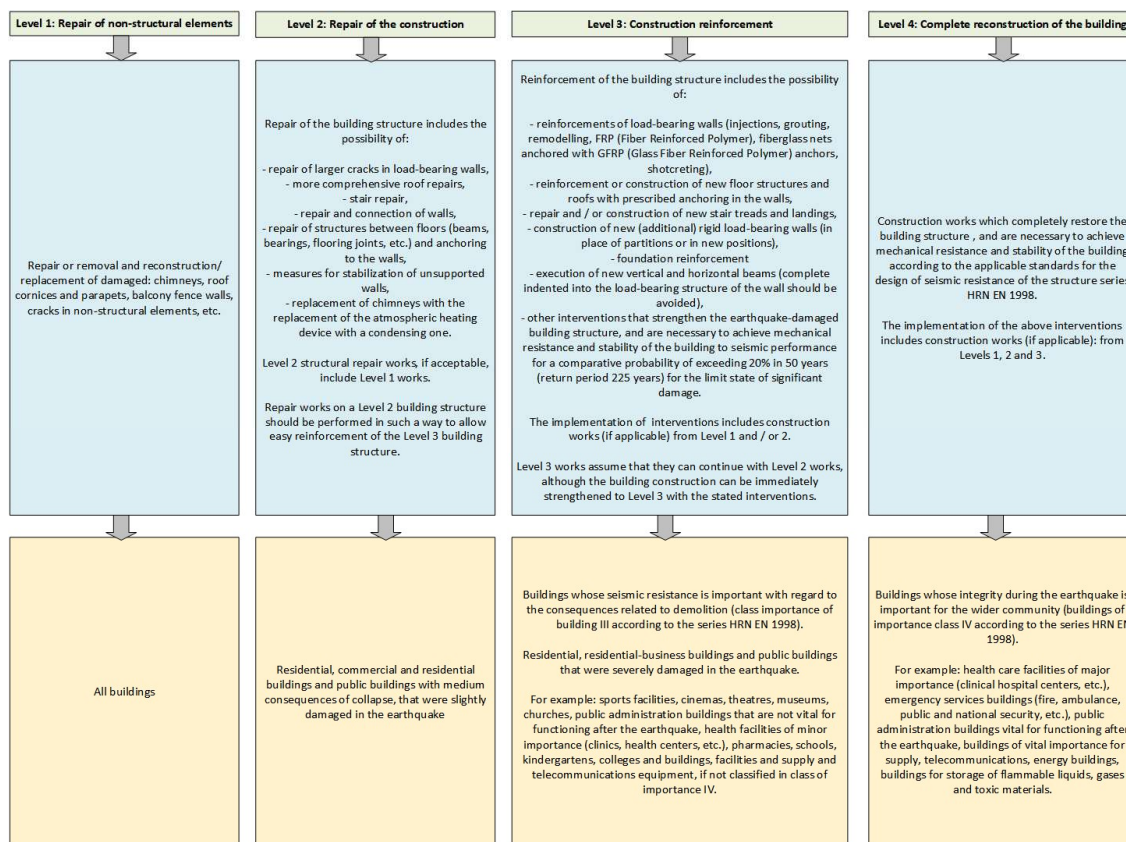 Level 1: Repair of non-structural elements
Repair or removal and reconstruction/
replacement of damaged: chimneys, roof
cornices and parapets, balcony fence walls,
cracks in non-structural elements, etc.
All buildings
Level 2: Repair of the construction
Repair of the building structure includes the
possibility of:
- repair of larger cracks in load-bearing walls,
- more comprehensive roof repairs,
- stair repair,
- repair and connection of walls,
- repair of structures between floors (beams,
bearings, flooring joints, etc.) and anchoring
to the walls,
- measures for stabilization of unsupported
walls,
- replacement of chimneys with the
replacement of the atmospheric heating
device with a condensing one.
Level 2 structural repair works, if acceptable,
include Level 1 works.
Repair works on a Level 2 building structure
should be performed in such a way to allow
easy reinforcement of the Level 3 building
structure.
Residential, commercial and residential
buildings and public buildings with medium
consequences of collapse, that were slightly
damaged in the earthquake
Level 3: Construction reinforcement
Reinforcement of the building structure includes the possibility
of:
- reinforcements of load-bearing walls (injections, grouting,
remodelling, FRP (Fiber Reinforced Polymer), fiberglass nets
anchored with GFRP (Glass Fiber Reinforced Polymer) anchors,
shotcreting),
- reinforcement or construction of new floor structures and
roofs with prescribed anchoring in the walls,
- repair and / or construction of new stair treads and landings,
- construction of new (additional) rigid load-bearing walls (in
place of partitions or in new positions),
- foundation reinforcement
- execution of new vertical and horizontal beams (complete
indented into the load-bearing structure of the wall should be
avoided),
- other interventions that strengthen the earthquake-damaged
building structure, and are necessary to achieve mechanical
resistance and stability of the building to seismic performance
for a comparative probability of exceeding 20% in 50 years
(return period 225 years) for the limit state of significant
damage.
The implementation of interventions includes construction
works (if applicable) from Level 1 and / or 2.
Level 3 works assume that they can continue with Level 2 works,
although the building construction can be immediately
strengthened to Level 3 with the stated interventions.
Buildings whose seismic resistance is important with regard to
the consequences related to demolition (class importance of
building III according to the series HRN EN 1998).
Residential, residential-business buildings and public buildings
that were severely damaged in the earthquake.
For example: sports facilities, cinemas, theatres, museums,
churches, public administration buildings that are not vital for
functioning after the earthquake, health facilities of minor
importance (clinics, health centers, etc.), pharmacies, schools,
kindergartens, colleges and buildings, facilities and supply and
telecommunications equipment, if not classified in class of
importance IV.
Level 4: Complete reconstruction of the building
Construction works which completely restore the
building structure , and are necessary to achieve
mechanical resistance and stability of the building
according to the applicable standards for the
design of seismic resistance of the structure series
HRN EN 1998.
The implementation of the above interventions
includes construction works (if applicable): from
Levels 1, 2 and 3.
Buildings whose integrity during the earthquake is
important for the wider community (buildings of
importance class IV according to the series HRN EN
1998).
For example: health care facilities of major
importance (clinical hospital centers, etc.),
emergency services buildings (fire, ambulance,
public and national security, etc.), public
administration buildings vital for functioning after
the earthquake, buildings of vital importance for
supply, telecommunications, energy buildings,
buildings for storage of flammable liquids, gases
and toxic materials.